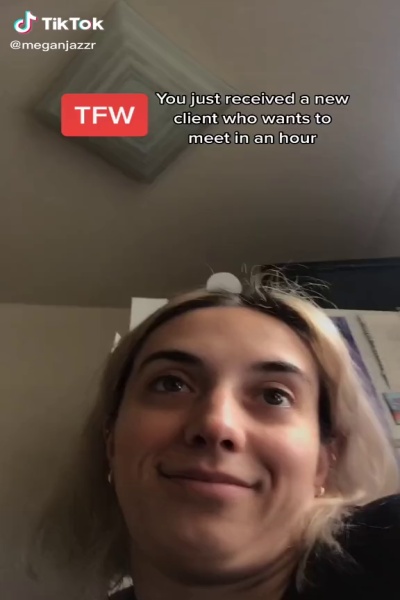 TikTok
@meganjazzr
TFW
You just received a new
client who wants to
meet in an hour